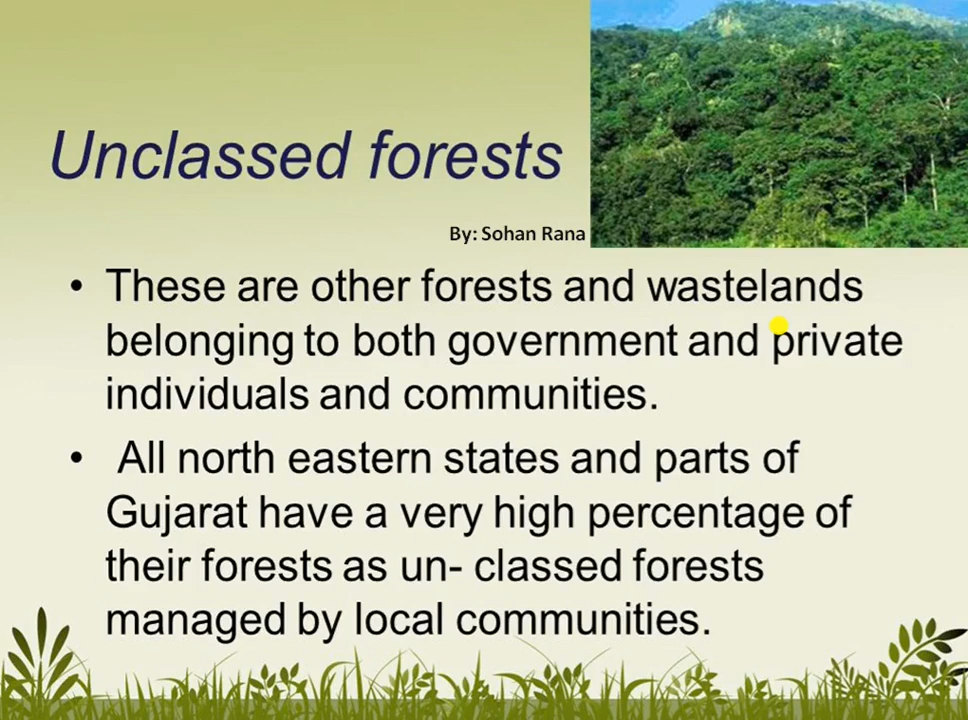 Unclassed forests
By: Sohan Rana
• These are other forests and wastelands
belonging to both government and private
individuals and communities.
• All north eastern states and parts of
Gujarat have a very high percentage of
their forests as un- classed forests
managed by local communities.